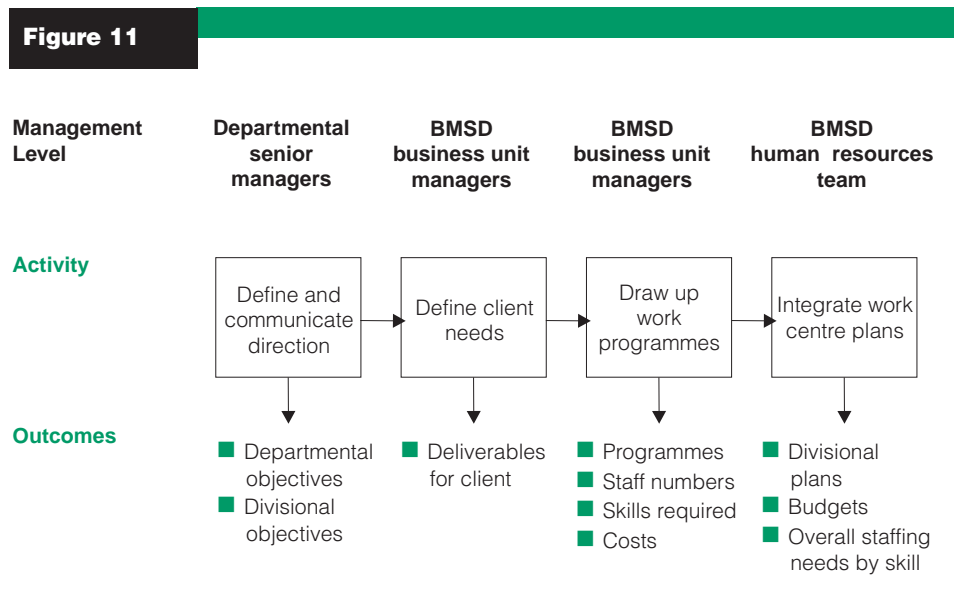 Figure 11
Management
Level
Departmental
senior
managers
BMSD
business unit
managers
BMSD
business unit
managers
BMSD
human resources
team
Activity
Define and
communicate
direction
Define client
needs
Draw up
work
programmes
Integrate work
centre plans
Outcomes
Departmental
objectives
Divisional
objectives
Deliverables
for client
Programmes
Staff numbers
Skills required
Costs
Divisional
plans
Budgets
Overall staffing
needs by skill